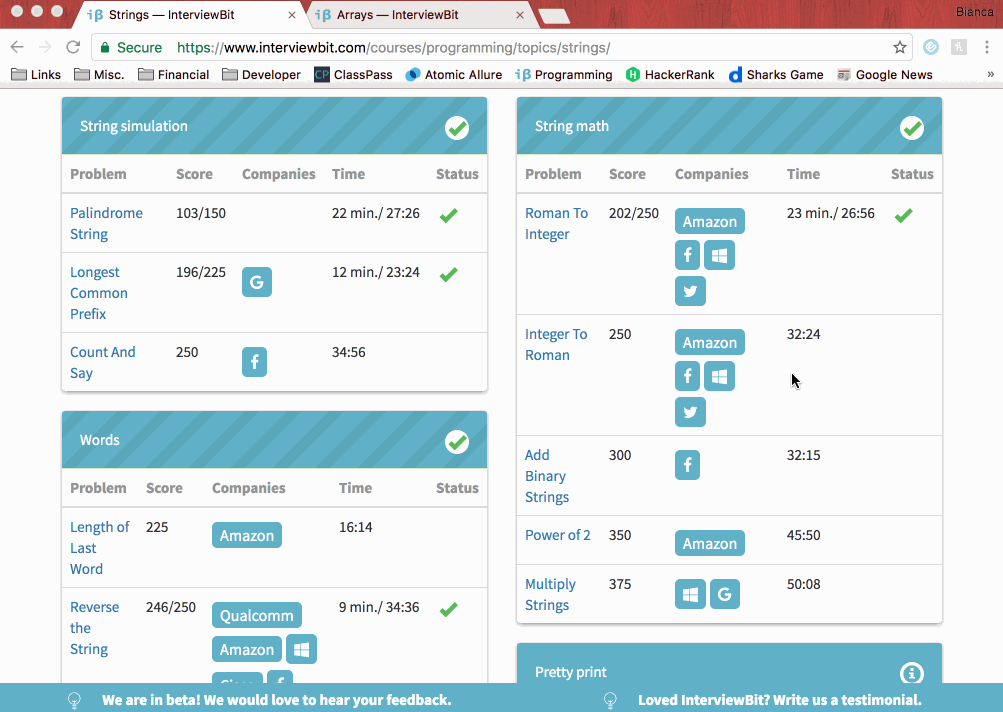 Strings — InterviewBit
Arrays — InterviewBit
Bianca
Secure https://www.interviewbit.com/courses/programming/topics/strings/
Links Misc. Financial Developer CP ClassPass Atomic Allure iβ Programming HackerRank Sharks Game Google News »
String simulation
Problem Score Companies Time Status
Palindrome 103/150 22 min./ 27:26
String
Longest 196/225 12 min./ 23:24
Common
Prefix
Count And 250 34:56
Say
Words
Problem Score Companies Time Status
Length of 225 Amazon 16:14
Last
Word
Reverse 246/250 Qualcomm 9 min./ 34:36
the
String Amazon
String math
Problem Score Companies Time Status
Roman To 202/250 Amazon 23 min./ 26:56
Integer
Integer To 250 Amazon 32:24
Roman
Add 300 32:15
Binary
Strings
Power of 2 350 Amazon 45:50
Multiply 375 50:08
Strings
Pretty print
We are in beta! We would love to hear your feedback.
Loved InterviewBit? Write us a testimonial.